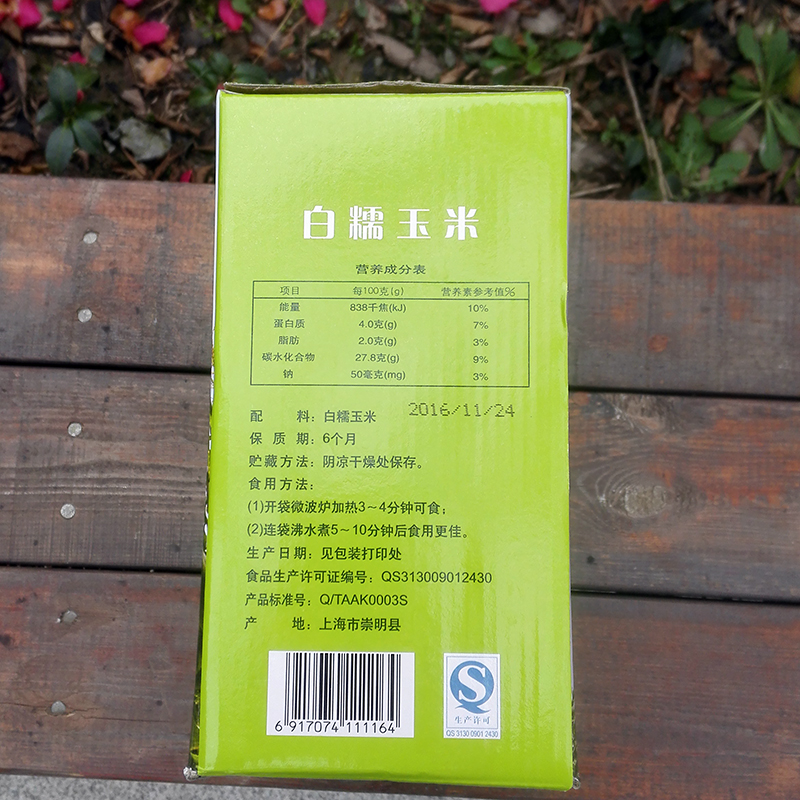 白糯玉米
营养成分表
项目 每100克(g) 营养素参考值%
能量 838千焦(kJ) 10%
蛋白质 4.0克(g) 7%
脂肪 2.0克(g) 3%
碳水化合物 27.8克(g) 9%
钠 50毫克(mg) 3%
2016/11/24
配 料：白糯玉米
保 质 期：6个月
贮藏方法：阴凉干燥处保存。
食用方法：
(1)开袋微波炉加热3～4分钟可食；
(2)连袋沸水煮5～10分钟后食用更佳。
生产日期：见包装打印处
食品生产许可证编号：QS313009012430
产品标准号：Q/TAAK0003S
产 地：上海市崇明县
6 917074 111164
QS
生产许可
QS 3130 0901 2430